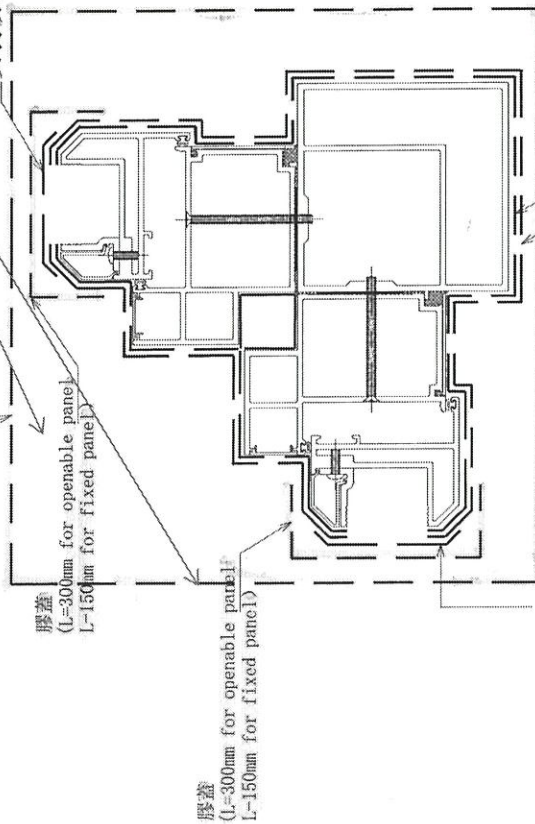 膠蓋
(L=300mm for openable panel
L-150mm for fixed panel)
膠蓋
(L=300mm for openable panel
L-150mm for fixed panel)